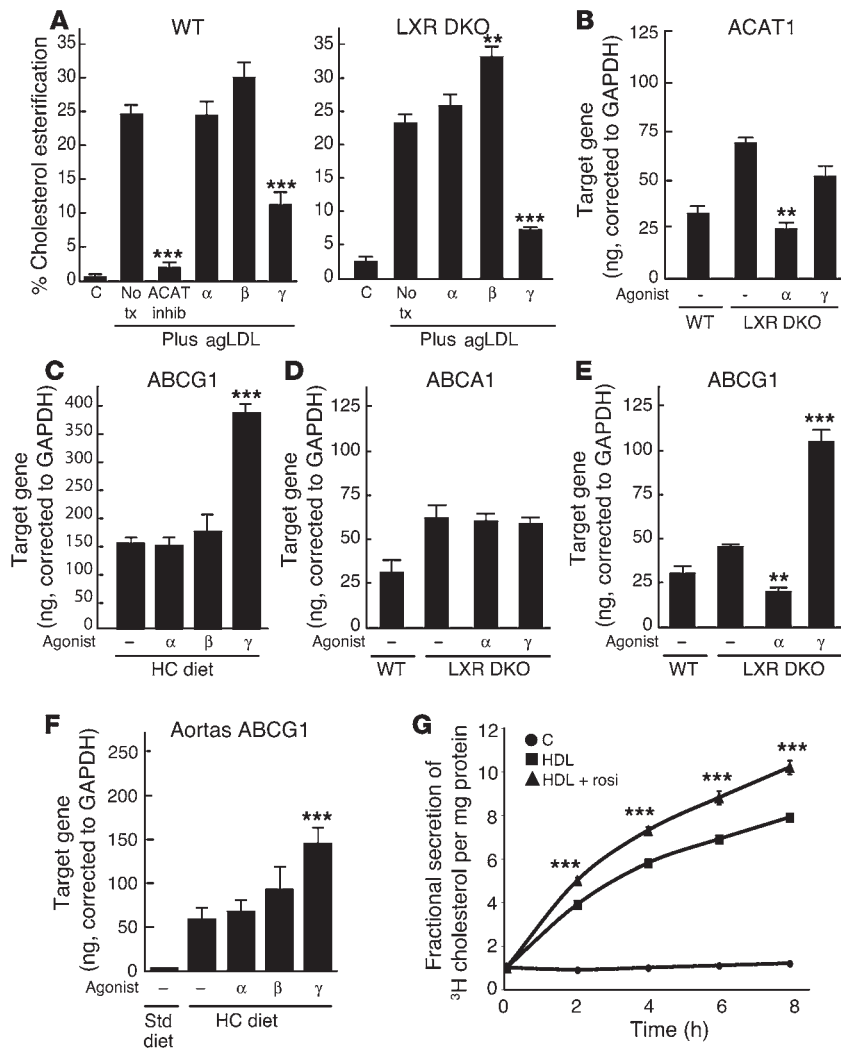 A
WT
% Cholesterol esterification
35
30
25
20
15
10
5
0
***
***
C
No tx
ACAT inhib
α
β
γ
Plus agLDL
LXR DKO
35
30
25
20
15
10
5
0
**
***
C
No tx
α
β
γ
Plus agLDL
B
ACAT1
Target gene
(ng, corrected to GAPDH)
125
100
75
50
25
0
**
Agonist
-
-
α
γ
WT
LXR DKO
C
ABCG1
Target gene
(ng, corrected to GAPDH)
400
350
300
250
200
150
100
50
0
***
Agonist
–
α
β
γ
HC diet
D
ABCA1
Target gene
(ng, corrected to GAPDH)
125
100
75
50
25
0
–
–
α
γ
WT
LXR DKO
E
ABCG1
Target gene
(ng, corrected to GAPDH)
125
100
75
50
25
0
**
***
Agonist
–
–
α
γ
WT
LXR DKO
F
Aortas ABCG1
Target gene
(ng, corrected to GAPDH)
250
200
150
100
50
0
***
Agonist
–
–
α
β
γ
Std diet
HC diet
G
C
HDL
HDL + rosi
Fractional secretion of
³H cholesterol per mg protein
12
10
8
6
4
2
0
***
***
***
***
0
2
4
6
8
Time (h)